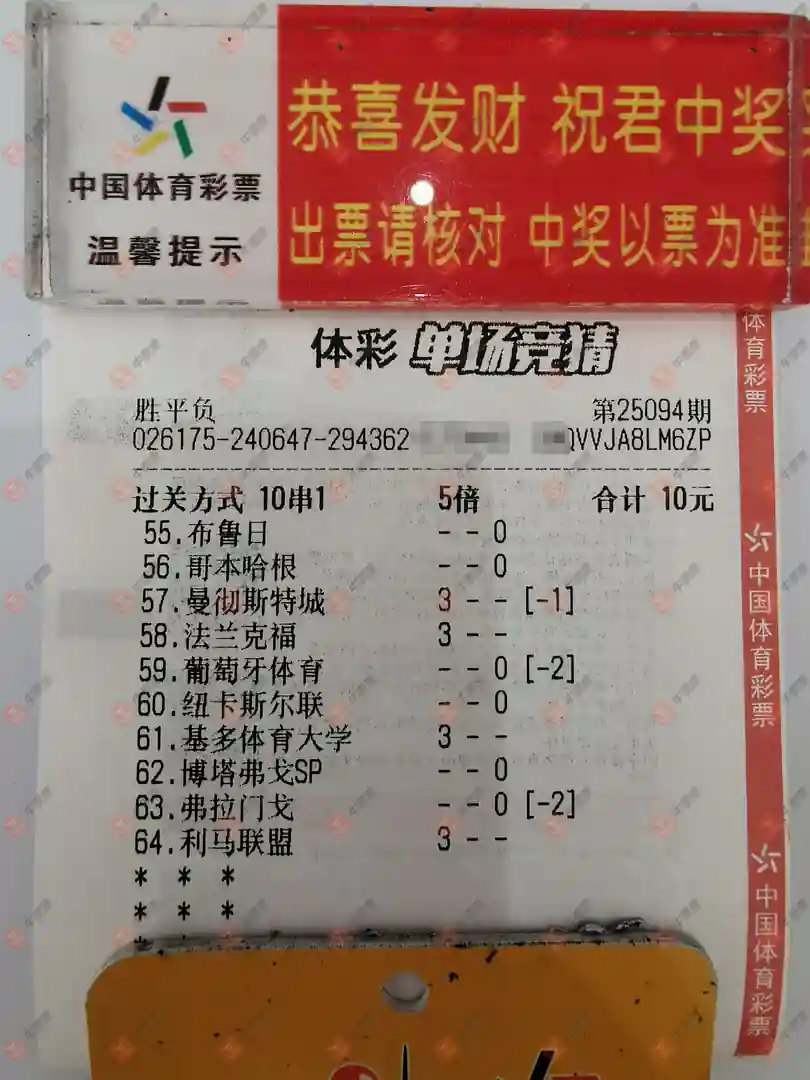 中国体育彩票
温馨提示
恭喜发财 祝君中奖
出票请核对 中奖以票为准
体彩 单场竞猜
胜平负 第25094期
026175-240647-294362 QVVJA8LM6ZP
过关方式 10串1 5倍 合计 10元
55.布鲁日 - - 0
56.哥本哈根 - - 0
57.曼彻斯特城 3 - - [-1]
58.法兰克福 3 - -
59.葡萄牙体育 - - 0 [-2]
60.纽卡斯尔联 - - 0
61.基多体育大学 3 - -
62.博塔弗戈SP - - 0
63.弗拉门戈 - - 0 [-2]
64.利马联盟 3 - -
* * *
* * *
体育彩票
中国体育彩票
中国体育彩票